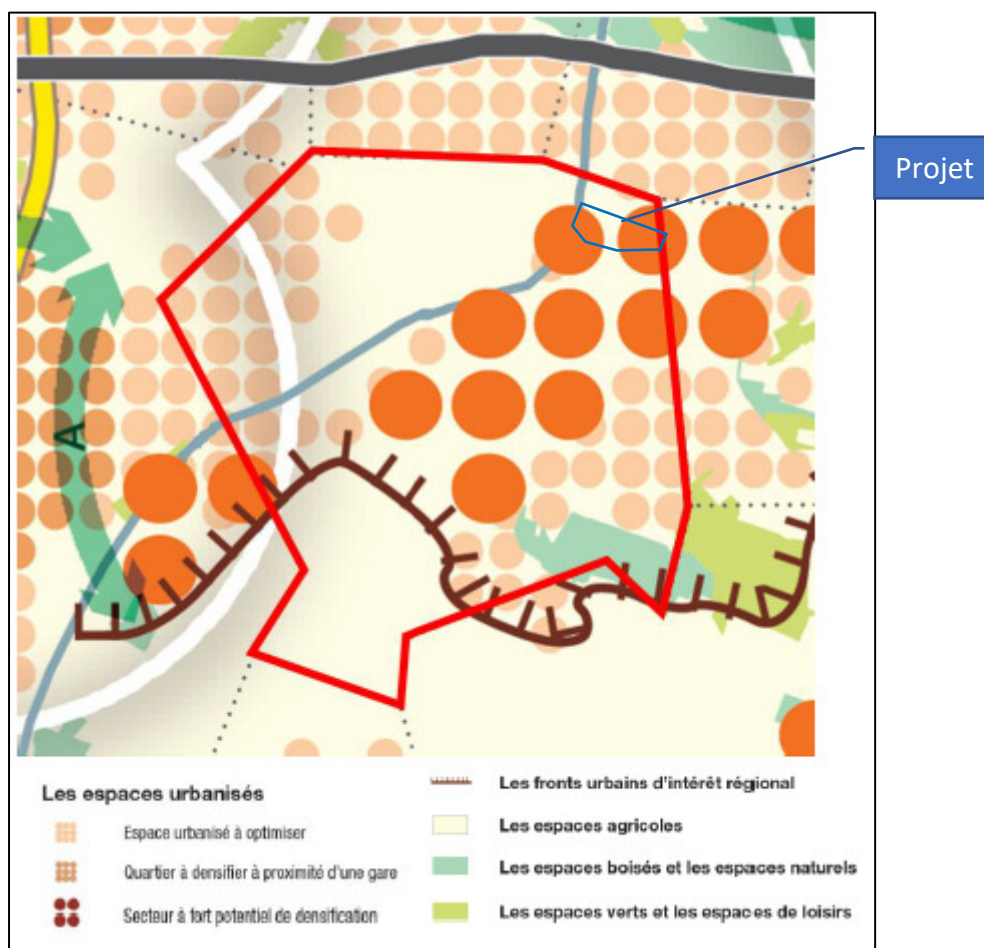 Projet
A
Les espaces urbanisés
Espace urbanisé à optimiser
Quartier à densifier à proximité d'une gare
Secteur à fort potentiel de densification
Les fronts urbains d'intérêt régional
Les espaces agricoles
Les espaces boisés et les espaces naturels
Les espaces verts et les espaces de loisirs